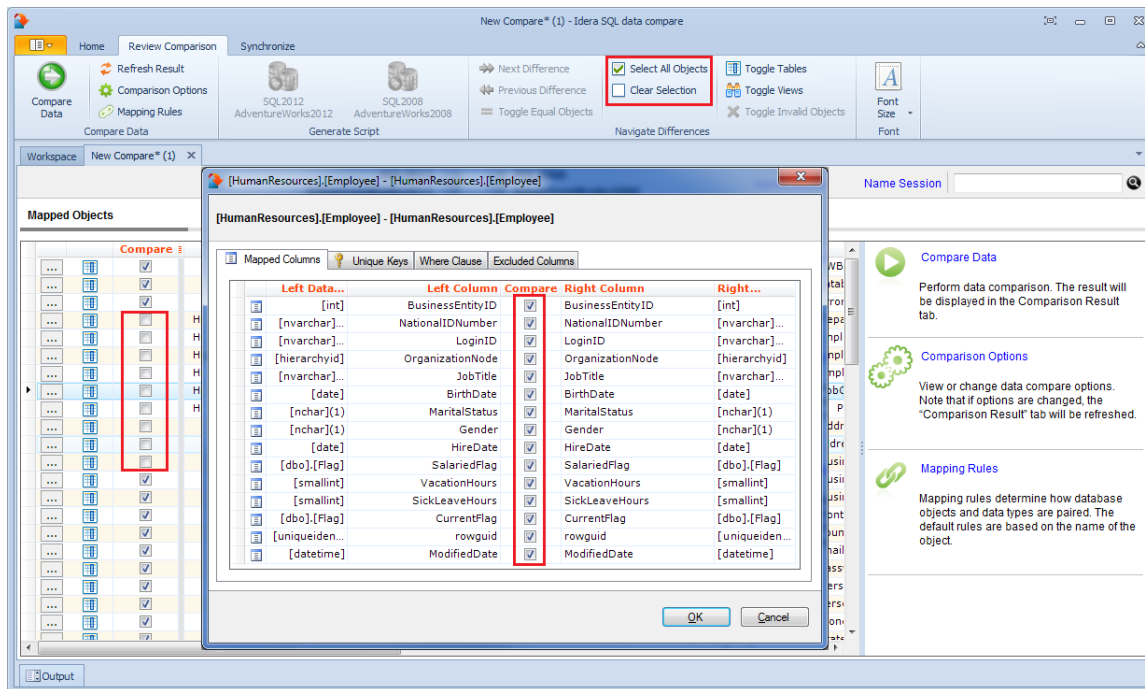 New Compare* (1) - Idera SQL data compare
Home Review Comparison Synchronize
Compare Data
Refresh Result
Comparison Options
Mapping Rules
Compare Data
SQL2012 AdventureWorks2012
SQL2008 AdventureWorks2008
Generate Script
Next Difference
Previous Difference
Toggle Equal Objects
Select All Objects
Clear Selection
Toggle Tables
Toggle Views
Toggle Invalid Objects
Navigate Differences
A
Font Size
Font
Workspace New Compare* (1)
Name Session
Mapped Objects
Compare
[HumanResources].[Employee] - [HumanResources].[Employee]
[HumanResources].[Employee] - [HumanResources].[Employee]
Mapped Columns Unique Keys Where Clause Excluded Columns
Left Data... Left Column Compare Right Column Right...
[int] BusinessEntityID BusinessEntityID [int]
[nvarchar]... NationalIDNumber NationalIDNumber [nvarchar]...
[nvarchar]... LoginID LoginID [nvarchar]...
[hierarchyid] OrganizationNode OrganizationNode [hierarchyid]
[nvarchar]... JobTitle JobTitle [nvarchar]...
[date] BirthDate BirthDate [date]
[nchar](1) MaritalStatus MaritalStatus [nchar](1)
[nchar](1) Gender Gender [nchar](1)
[date] HireDate HireDate [date]
[dbo].[Flag] SalariedFlag SalariedFlag [dbo].[Flag]
[smallint] VacationHours VacationHours [smallint]
[smallint] SickLeaveHours SickLeaveHours [smallint]
[dbo].[Flag] CurrentFlag CurrentFlag [dbo].[Flag]
[uniqueiden... rowguid rowguid [uniqueiden...
[datetime] ModifiedDate ModifiedDate [datetime]
OK Cancel
Compare Data
Perform data comparison. The result will
be displayed in the Comparison Result
tab.
Comparison Options
View or change data compare options.
Note that if options are changed, the
"Comparison Result" tab will be refreshed.
Mapping Rules
Mapping rules determine how database
objects and data types are paired. The
default rules are based on the name of the
object.
Output